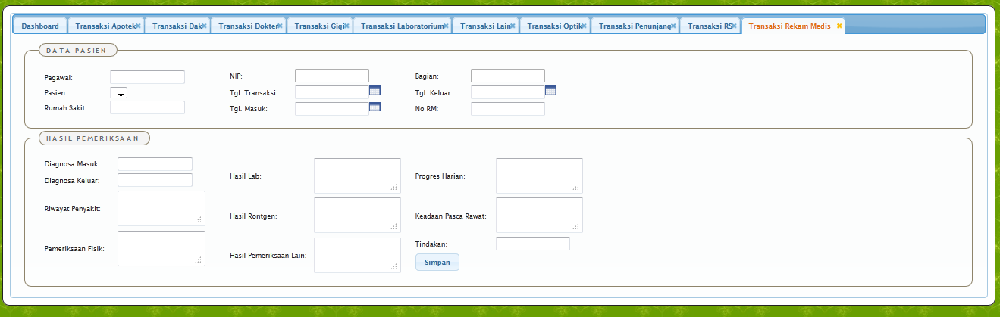 Dashboard Transaksi Apotek Transaksi Dak Transaksi Dokter Transaksi Gigi Transaksi Laboratorium Transaksi Lain Transaksi Optik Transaksi Penunjang Transaksi RS Transaksi Rekam Medis
DATA PASIEN
Pegawai: NIP: Bagian:
Pasien: Tgl. Transaksi: Tgl. Keluar:
Rumah Sakit: Tgl. Masuk: No RM:
HASIL PEMERIKSAAN
Diagnosa Masuk:
Diagnosa Keluar: Hasil Lab: Progres Harian:
Riwayat Penyakit: Hasil Rontgen: Keadaan Pasca Rawat:
Pemeriksaan Fisik: Hasil Pemeriksaan Lain: Tindakan:
Simpan